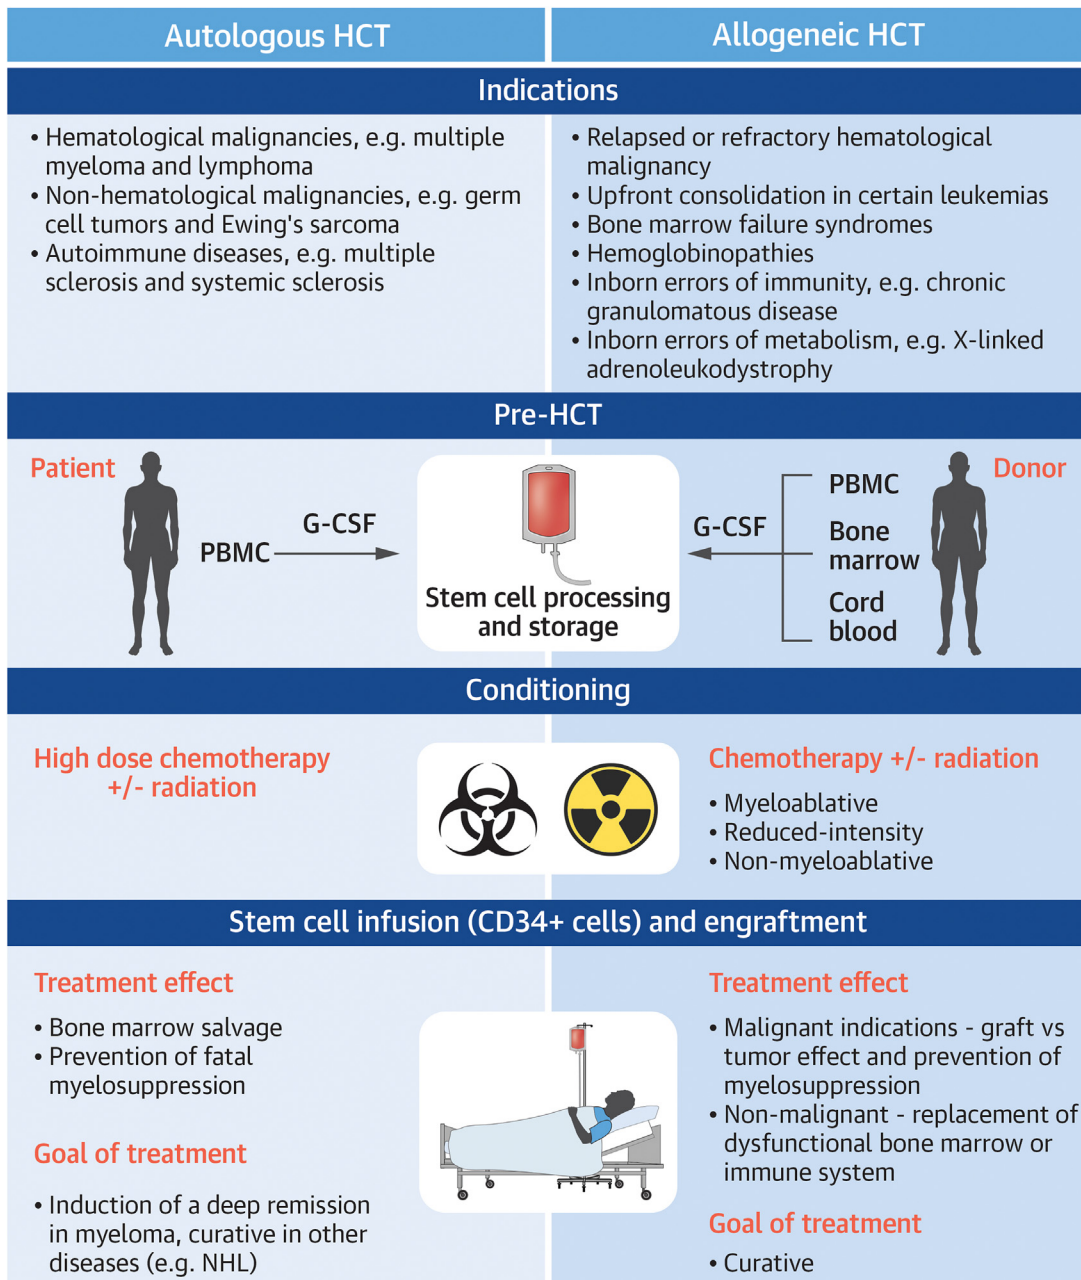 Autologous HCT
Allogeneic HCT
Indications
• Hematological malignancies, e.g. multiple
myeloma and lymphoma
• Non-hematological malignancies, e.g. germ
cell tumors and Ewing's sarcoma
• Autoimmune diseases, e.g. multiple
sclerosis and systemic sclerosis
• Relapsed or refractory hematological
malignancy
• Upfront consolidation in certain leukemias
• Bone marrow failure syndromes
• Hemoglobinopathies
• Inborn errors of immunity, e.g. chronic
granulomatous disease
• Inborn errors of metabolism, e.g. X-linked
adrenoleukodystrophy
Pre-HCT
Patient
PBMC
G-CSF
Stem cell processing
and storage
G-CSF
PBMC
Bone
marrow
Cord
blood
Donor
Conditioning
High dose chemotherapy
+/- radiation
Chemotherapy +/- radiation
• Myeloablative
• Reduced-intensity
• Non-myeloablative
Stem cell infusion (CD34+ cells) and engraftment
Treatment effect
• Bone marrow salvage
• Prevention of fatal
myelosuppression
Goal of treatment
• Induction of a deep remission
in myeloma, curative in other
diseases (e.g. NHL)
Treatment effect
• Malignant indications - graft vs
tumor effect and prevention of
myelosuppression
• Non-malignant - replacement of
dysfunctional bone marrow or
immune system
Goal of treatment
• Curative